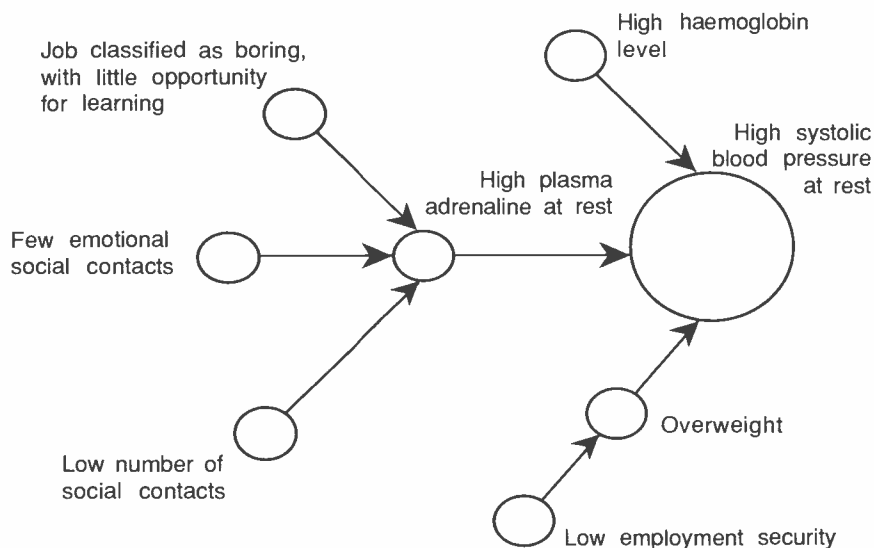 Job classified as boring,
with little opportunity
for learning
High haemoglobin
level
High systolic
blood pressure
at rest
High plasma
adrenaline at rest
Few emotional
social contacts
Overweight
Low number of
social contacts
Low employment security